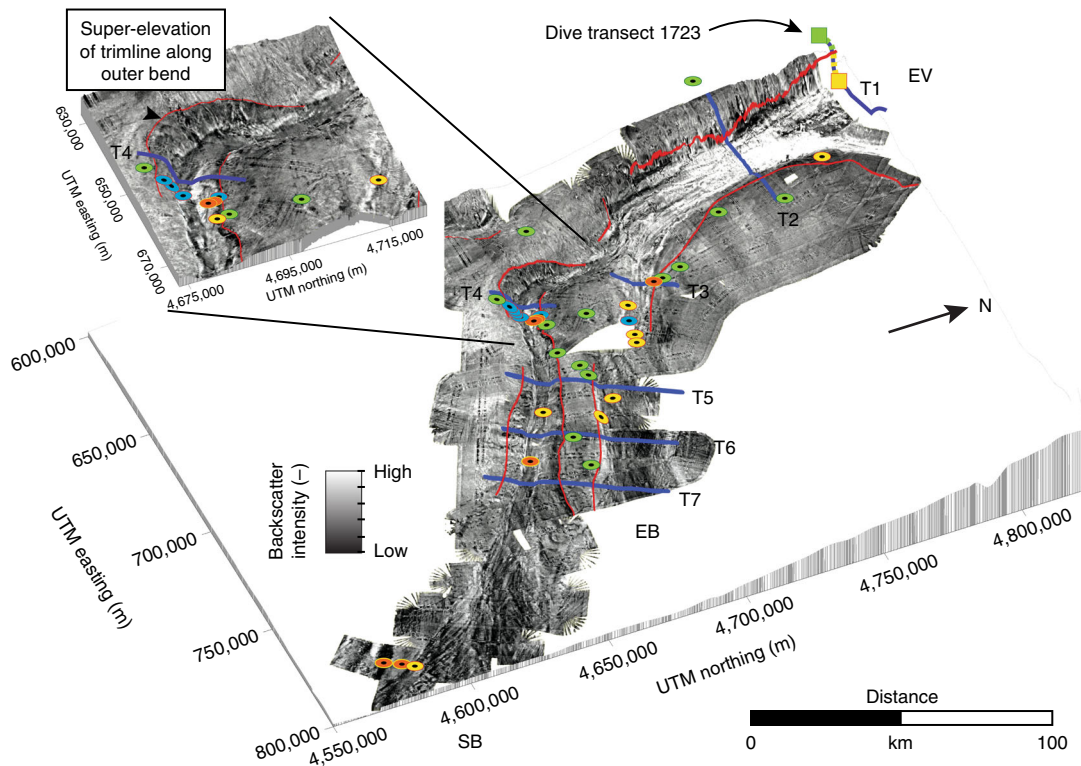 Super-elevation
of trimline along
outer bend
Dive transect 1723
EV
T1
T2
T3
T4
T5
T6
T7
EB
SB
N
T4
630,000
650,000
670,000
UTM easting (m)
4,675,000
4,695,000
4,715,000
UTM northing (m)
600,000
650,000
700,000
750,000
800,000
UTM easting (m)
4,550,000
4,600,000
4,650,000
4,700,000
4,750,000
4,800,000
UTM northing (m)
Backscatter
intensity (–)
High
Low
Distance
0
km
100